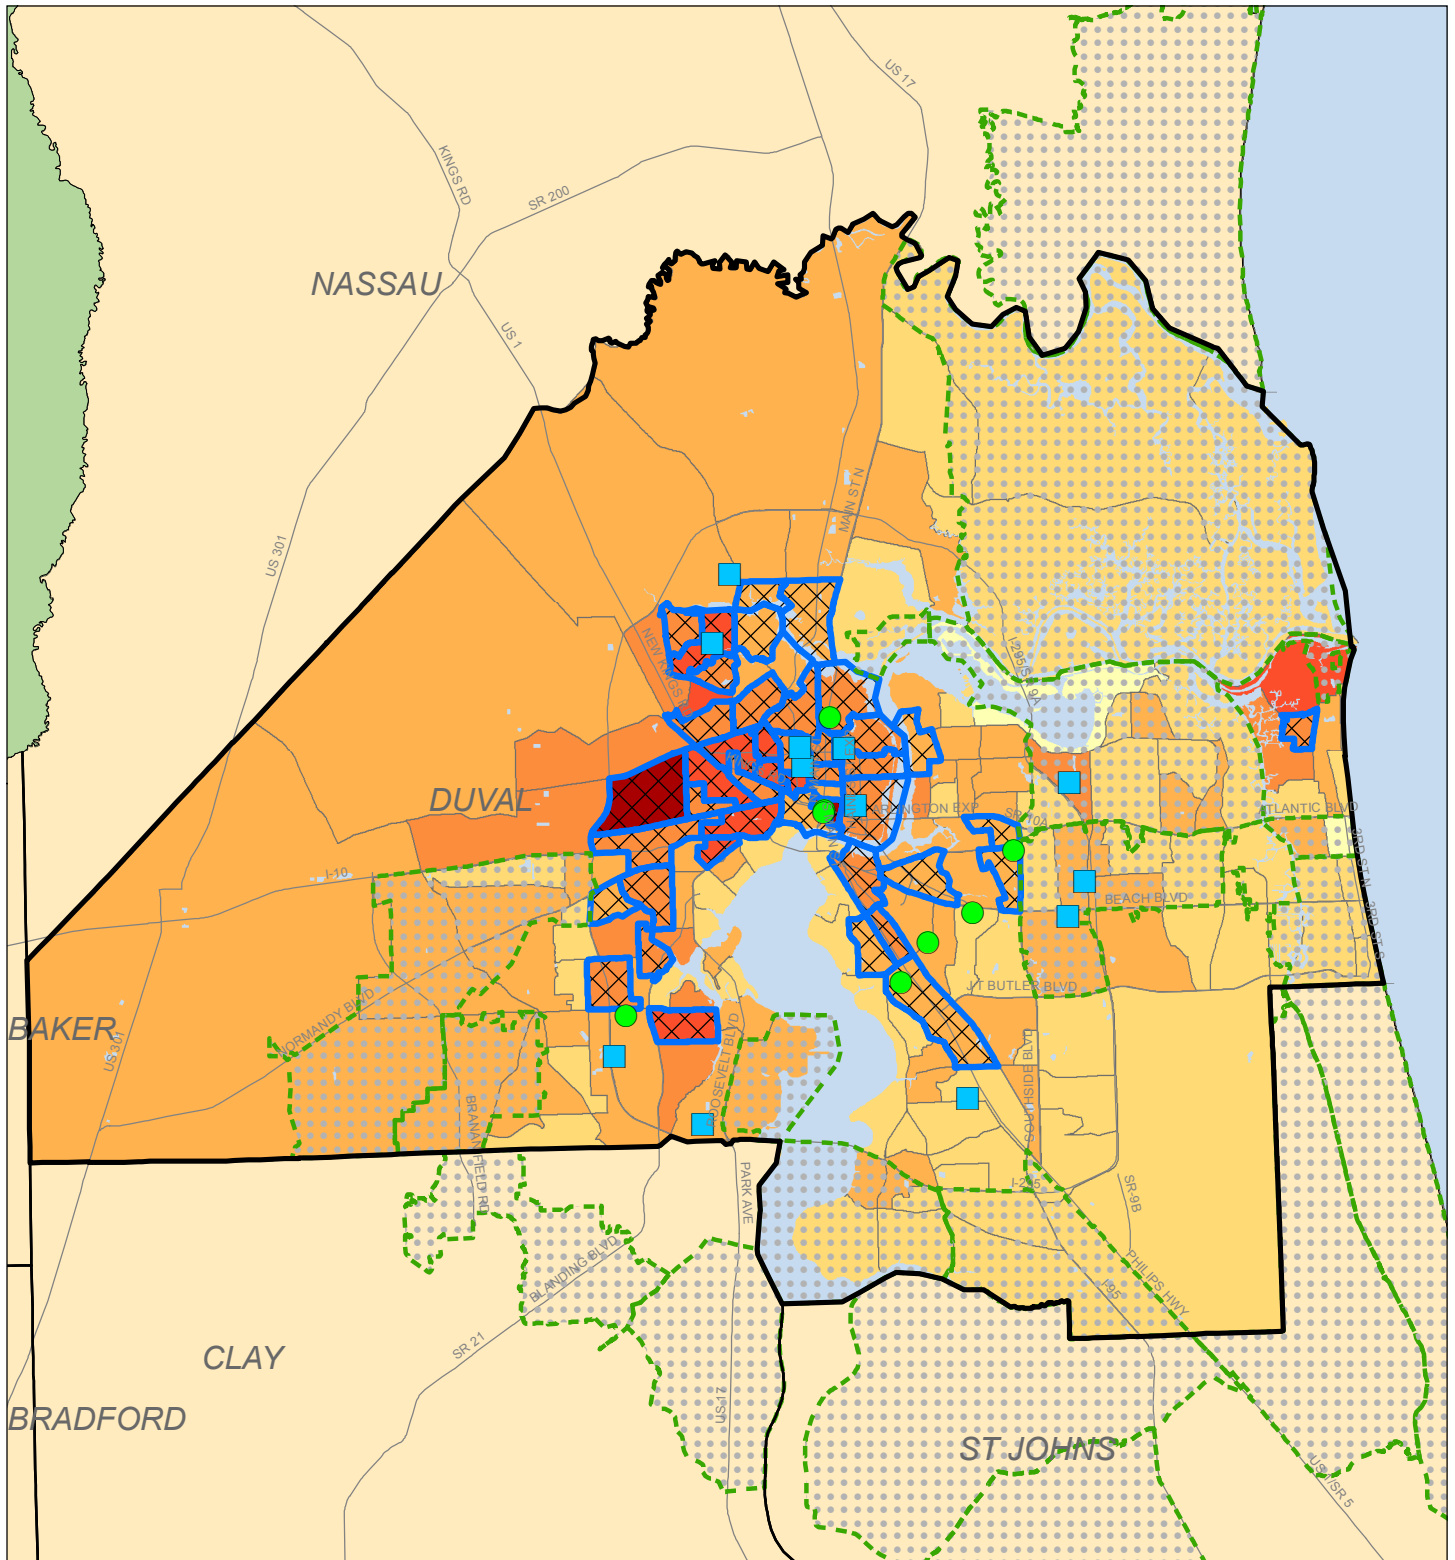 US 17
KINGS RD
SR 200
NASSAU
US 1
MAIN ST N
US 301
I-295/SR 9A
NEW KINGS R
DUVAL
ARLINGTON EXP
SR 104
TLANTIC BLVD
3RD ST N
I-10
BEACH BLVD
3RD ST S
J T BUTLER BLVD
NORMANDY BLVD
BAKER
US 301
ROOSEVELT BLVD
SOUTHSIDE BLVD
BRANAN FIELD RD
PARK AVE
I-295
SR-9B
BLANDING BLVD
PHILIPS HWY
I-95
SR 21
CLAY
US 17
BRADFORD
ST JOHNS
US 1/SR 5